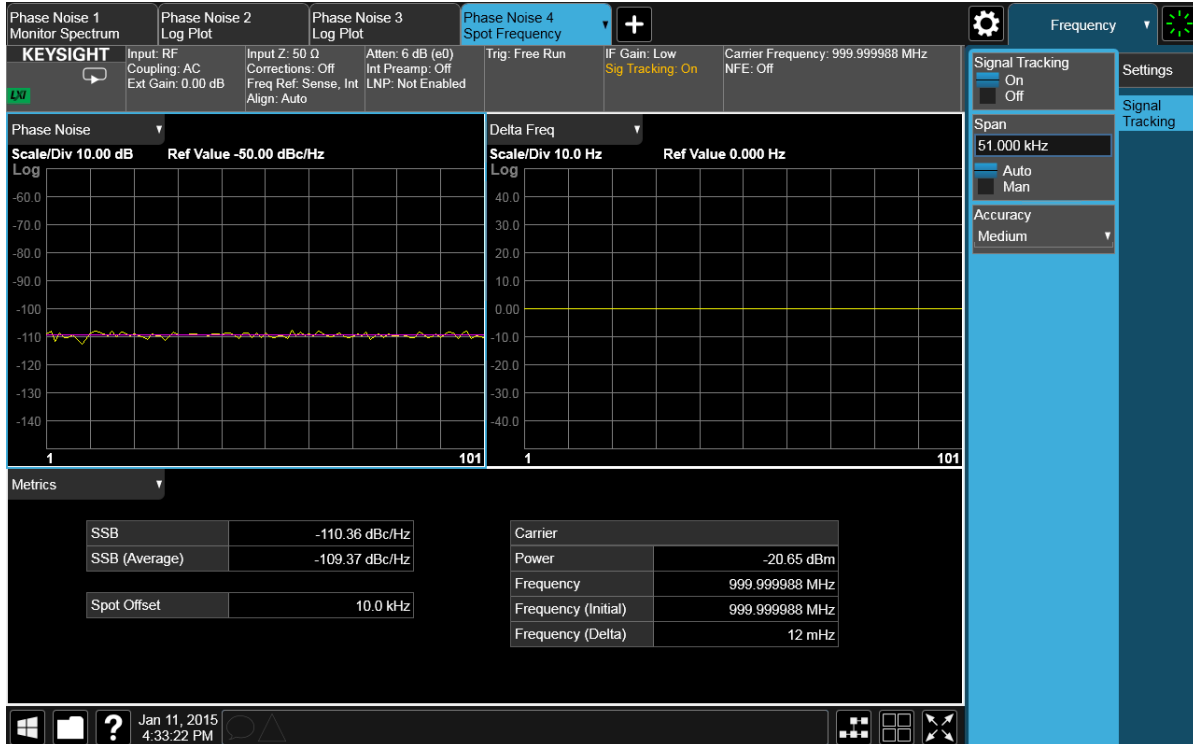 Phase Noise 1
Monitor Spectrum
Phase Noise 2
Log Plot
Phase Noise 3
Log Plot
Phase Noise 4
Spot Frequency
+
Frequency
KEYSIGHT
LXI
Input: RF
Coupling: AC
Ext Gain: 0.00 dB
Input Z: 50 Ω
Corrections: Off
Freq Ref: Sense, Int
Align: Auto
Atten: 6 dB (e0)
Int Preamp: Off
LNP: Not Enabled
Trig: Free Run
IF Gain: Low
Sig Tracking: On
Carrier Frequency: 999.999988 MHz
NFE: Off
Signal Tracking
On
Off
Span
51.000 kHz
Auto
Man
Accuracy
Medium
Settings
Signal
Tracking
Phase Noise
Scale/Div 10.00 dB Ref Value -50.00 dBc/Hz
Log
-60.0
-70.0
-80.0
-90.0
-100
-110
-120
-130
-140
1 101
Delta Freq
Scale/Div 10.0 Hz Ref Value 0.000 Hz
Log
40.0
30.0
20.0
10.0
0.00
-10.0
-20.0
-30.0
-40.0
1 101
Metrics
SSB -110.36 dBc/Hz
SSB (Average) -109.37 dBc/Hz
Spot Offset 10.0 kHz
Carrier
Power -20.65 dBm
Frequency 999.999988 MHz
Frequency (Initial) 999.999988 MHz
Frequency (Delta) 12 mHz
?
Jan 11, 2015
4:33:22 PM